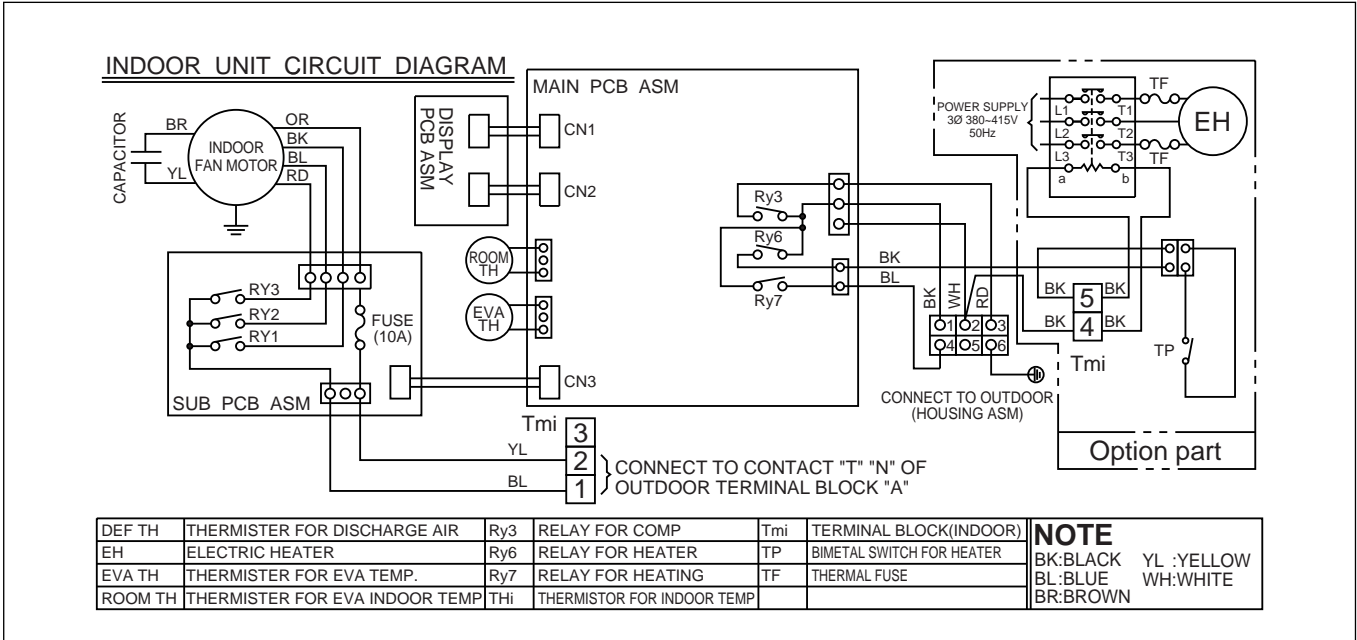 INDOOR UNIT CIRCUIT DIAGRAM
CAPACITOR
BR
YL
INDOOR
FAN MOTOR
OR
BK
BL
RD
RY3
RY2
RY1
FUSE
(10A)
SUB PCB ASM
DISPLAY
PCB ASM
MAIN PCB ASM
CN1
CN2
ROOM
TH
EVA
TH
CN3
Ry3
Ry6
Ry7
BK
BL
BK
WH
RD
1 2 3
4 5 6
CONNECT TO OUTDOOR
(HOUSING ASM)
Tmi
3
2
1
YL
BL
CONNECT TO CONTACT "T" "N" OF
OUTDOOR TERMINAL BLOCK "A"
POWER SUPPLY
3Ø 380~415V
50Hz
L1 T1
L2 T2
L3 T3
a b
TF
TF
EH
BK 5 BK
BK 4 BK
Tmi
TP
Option part
DEF TH THERMISTER FOR DISCHARGE AIR Ry3 RELAY FOR COMP Tmi TERMINAL BLOCK(INDOOR)
EH ELECTRIC HEATER Ry6 RELAY FOR HEATER TP BIMETAL SWITCH FOR HEATER
EVA TH THERMISTER FOR EVA TEMP. Ry7 RELAY FOR HEATING TF THERMAL FUSE
ROOM TH THERMISTER FOR EVA INDOOR TEMP THi THERMISTOR FOR INDOOR TEMP
NOTE
BK:BLACK YL :YELLOW
BL:BLUE WH:WHITE
BR:BROWN